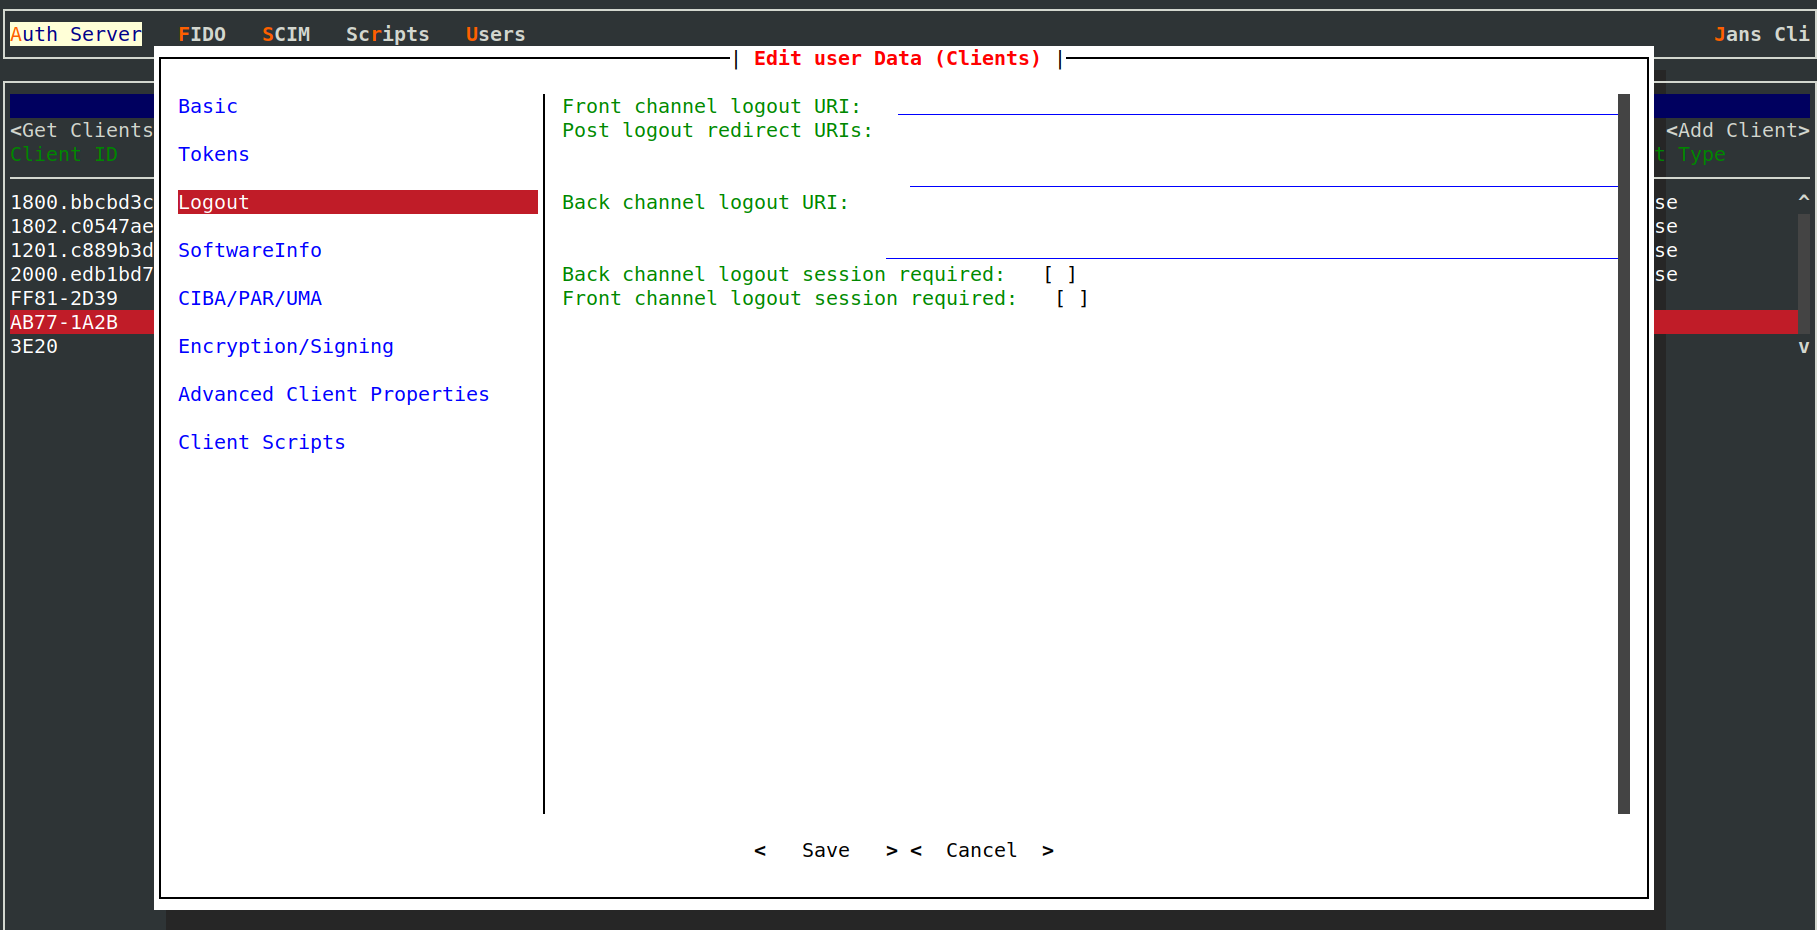 Auth Server FIDO SCIM Scripts Users Jans Cli
| Edit user Data (Clients) |
<Get Clients
<Add Client>
Client ID
t Type
1800.bbcbd3c
se ^
1802.c0547ae
se
1201.c889b3d
se
2000.edb1bd7
se
FF81-2D39
AB77-1A2B
3E20
v
Basic
Tokens
Logout
SoftwareInfo
CIBA/PAR/UMA
Encryption/Signing
Advanced Client Properties
Client Scripts
Front channel logout URI:
Post logout redirect URIs:
Back channel logout URI:
Back channel logout session required: [ ]
Front channel logout session required: [ ]
< Save > < Cancel >